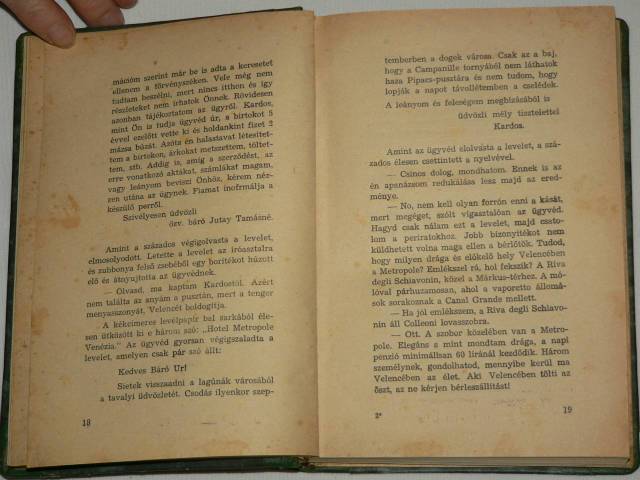 mációm szerint már be is adta a keresetet
ellenem a törvényszéken. Vele még nem
tudtam beszélni, mert nincs itthon és így
részleteket nem írhatok Önnek. Rövidesen
azonban tájékoztatom az ügyről. Kardos,
mint Ön is tudja ügyvéd úr, a birtokot 5
évvel ezelőtt vette ki és holdankint fizet 2
mázsa búzát. Azóta én halastavat létesítet-
tem a birtokon, árkokat metszettem, töltet-
tem, stb. Addig is, amíg a szerződést, az
erre vonatkozó aktákat, számlákat magam,
vagy leányom beviszi Önhöz, kérem néz-
zen utána az ügynek. Fiamat inofrmálja a
készülő perről.
Szívélyesen üdvözli
özv. báró Jutay Tamásné.
Amint a százados végigolvasta a levelet,
elmosolyodott. Letette a levelet az íróasztalra
és zubbonya felső zsebéből egy borítékot húzott
elő és átnyujtotta az ügyvédnek.
— Olvasd, ma kaptam Kardostól. Azért
nem találta az anyám a pusztán, mert a tenger
menyasszonyát, Velencét boldogítja.
A kékcímeres levélpapír bal sarkából éle-
sen ütközött ki e három szó: „Hotel Metropole
Venézia." Az ügyvéd gyorsan végigszaladta a
levelet, amelyen csak pár szó állt:
Kedves Báró Úr!
Sietek visszaadni a lagúnák városából
a tavalyi üdvözletét. Csodás ilyenkor szep-
18
temberben a dogek városa. Csak az a baj,
hogy a Campanille tornyából nem láthatok
haza Pipacs-pusztára és nem tudom, hogy
lopják a napot távollétemben a cselédek.
A leányom és feleségem megbízásából is
üdvözli mély tisztelettel
Kardos.
Amint az ügyvéd elolvasta a levelet, a szá-
zados élesen csettintett a nyelvével.
— Csinos dolog, mondhatom. Ennek is az
én apanázsom redukálása lesz majd az ered-
ménye.
— No, nem kell olyan forrón enni a kását,
mert megéget, szólt vígasztalóan az ügyvéd.
Hagyd csak nálam ezt a levelet, majd csato-
lom a periratokhoz. Jobb bizonyítékot nem
küldhetett volna maga ellen a bérlőtök. Tudod,
hogy milyen drága és előkelő hely Velencében
a Metropole? Emlékszel rá, hol fekszik? A Riva
degli Schiavonin, közel a Márkus-térhez. A mó-
lóval párhuzamosan, ahol a vaporetto állomá-
sok sorakoznak a Canal Grande mellett.
— Ha jól emlékszem, a Riva degli Schiavo-
nin áll Colleoni lovasszobra.
— Ott. A szobor közelében van a Metro-
pole. Elegáns s mint mondtam drága, a napi
penzió minimállsan 60 líránál kezdődik. Három
személynek, gondolhatod, mennyibe kerül ma
Velencében az élet. Aki Velencében tölti az
őszt, az ne kérjen bérleszállítást!
2*
19